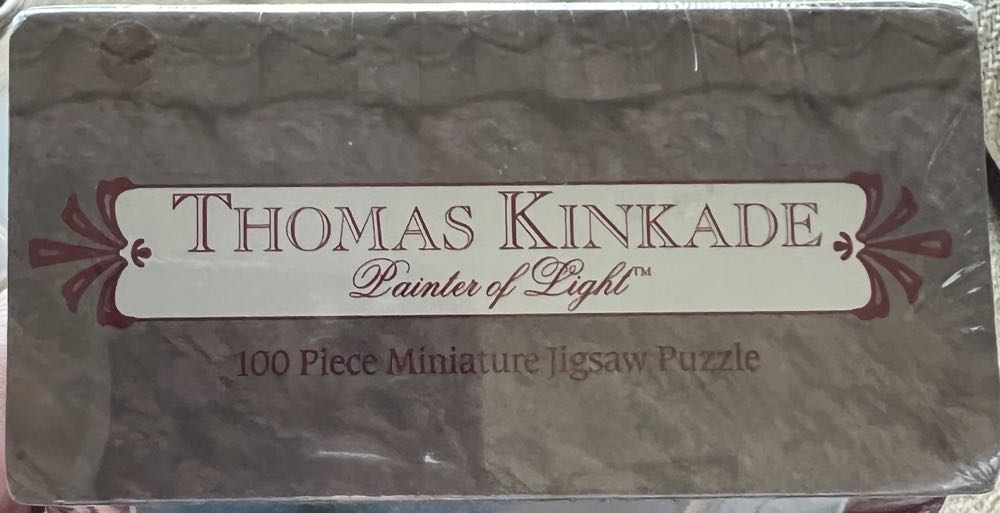 THOMAS KINKADE
Painter of Light™
100 Piece Miniature Jigsaw Puzzle